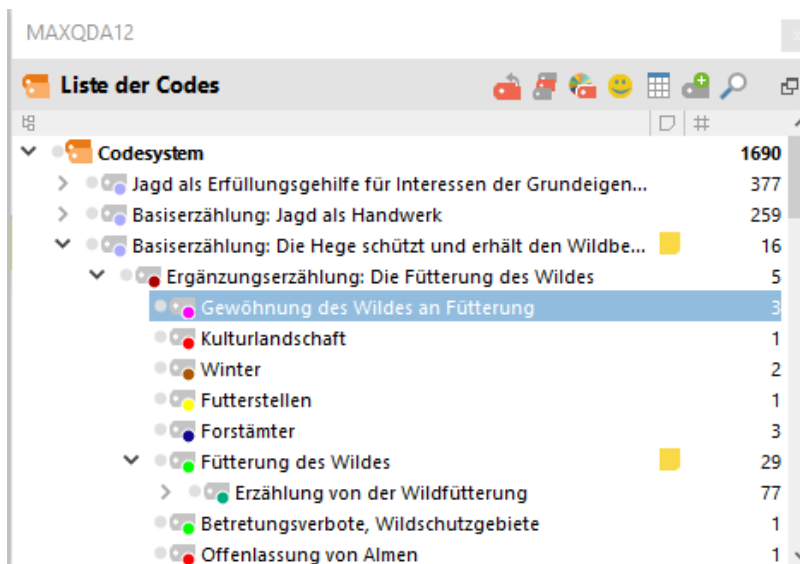 MAXQDA12
Liste der Codes
Codesystem 1690
Jagd als Erfüllungsgehilfe für Interessen der Grundeigen... 377
Basiserzählung: Jagd als Handwerk 259
Basiserzählung: Die Hege schützt und erhält den Wildbe... 16
Ergänzungserzählung: Die Fütterung des Wildes 5
Gewöhnung des Wildes an Fütterung 3
Kulturlandschaft 1
Winter 2
Futterstellen 1
Forstämter 3
Fütterung des Wildes 29
Erzählung von der Wildfütterung 77
Betretungsverbote, Wildschutzgebiete 1
Offenlassung von Almen 1